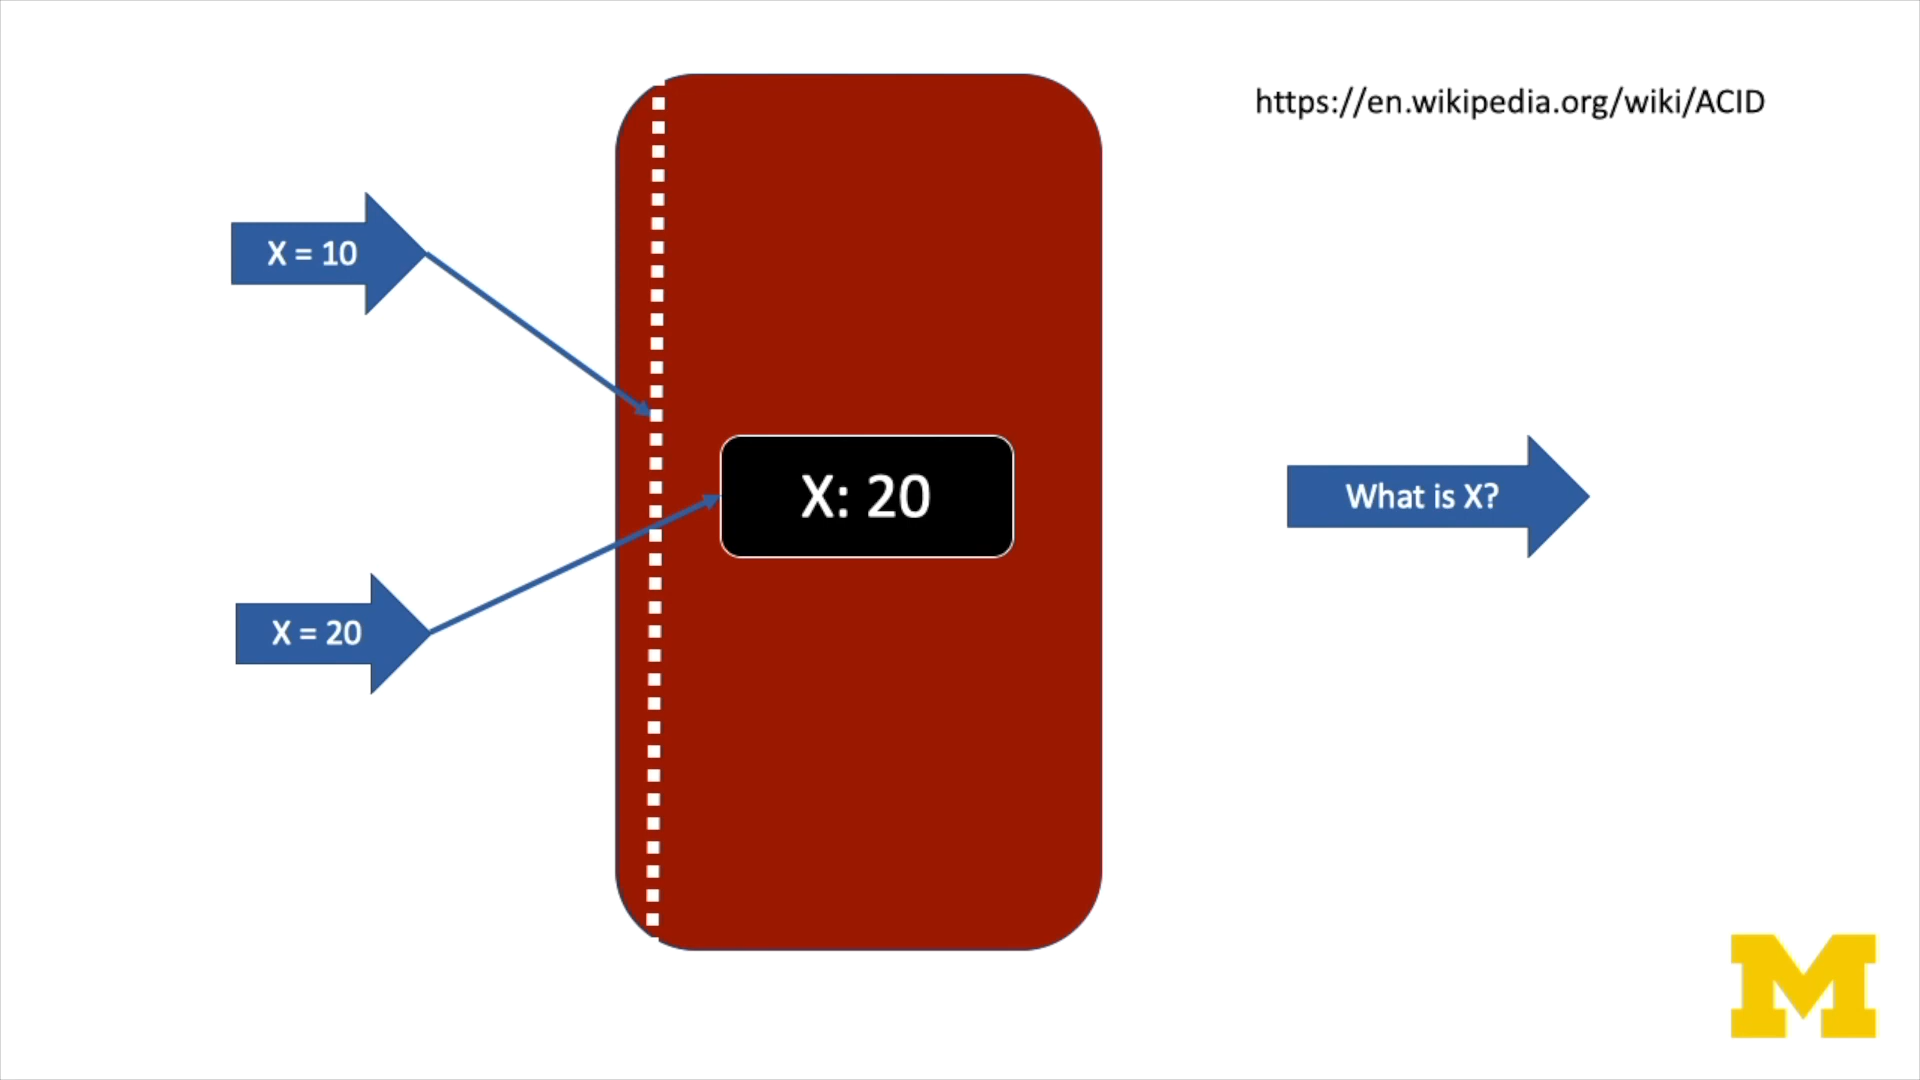 https://en.wikipedia.org/wiki/ACID
X = 10
X: 20
What is X?
X = 20
M